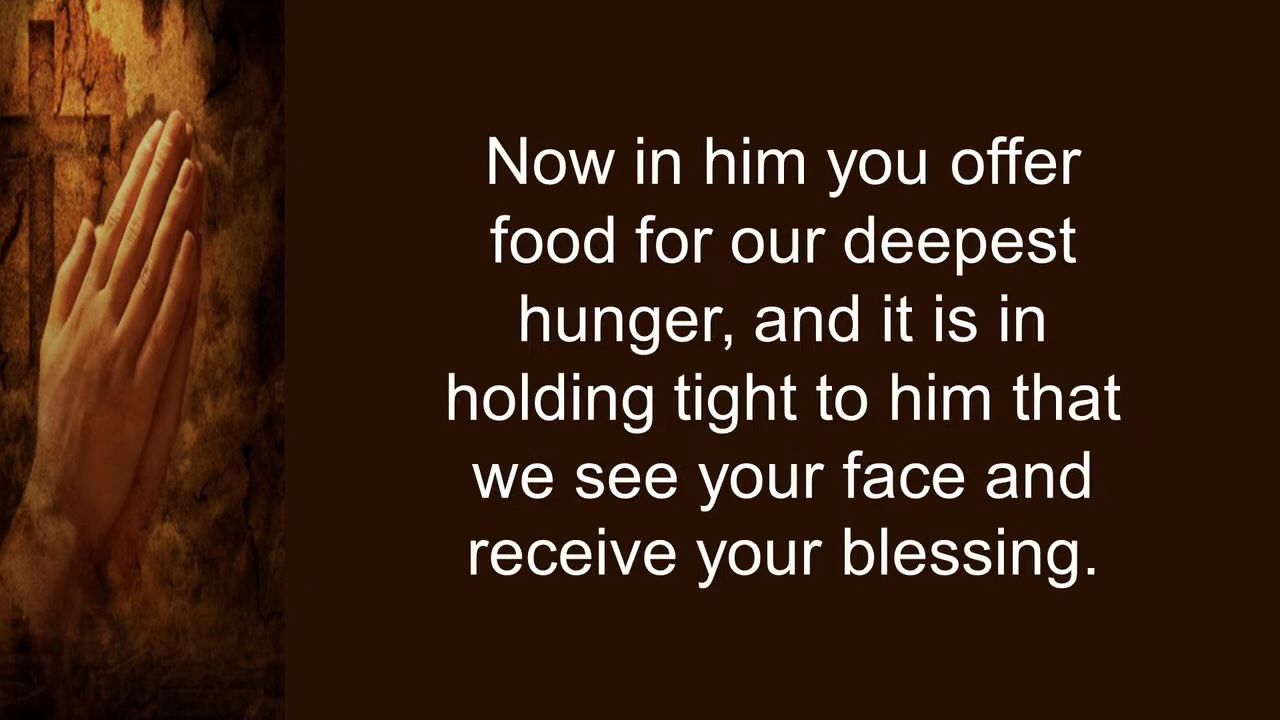 Now in him you offer
food for our deepest
hunger, and it is in
holding tight to him that
we see your face and
receive your blessing.